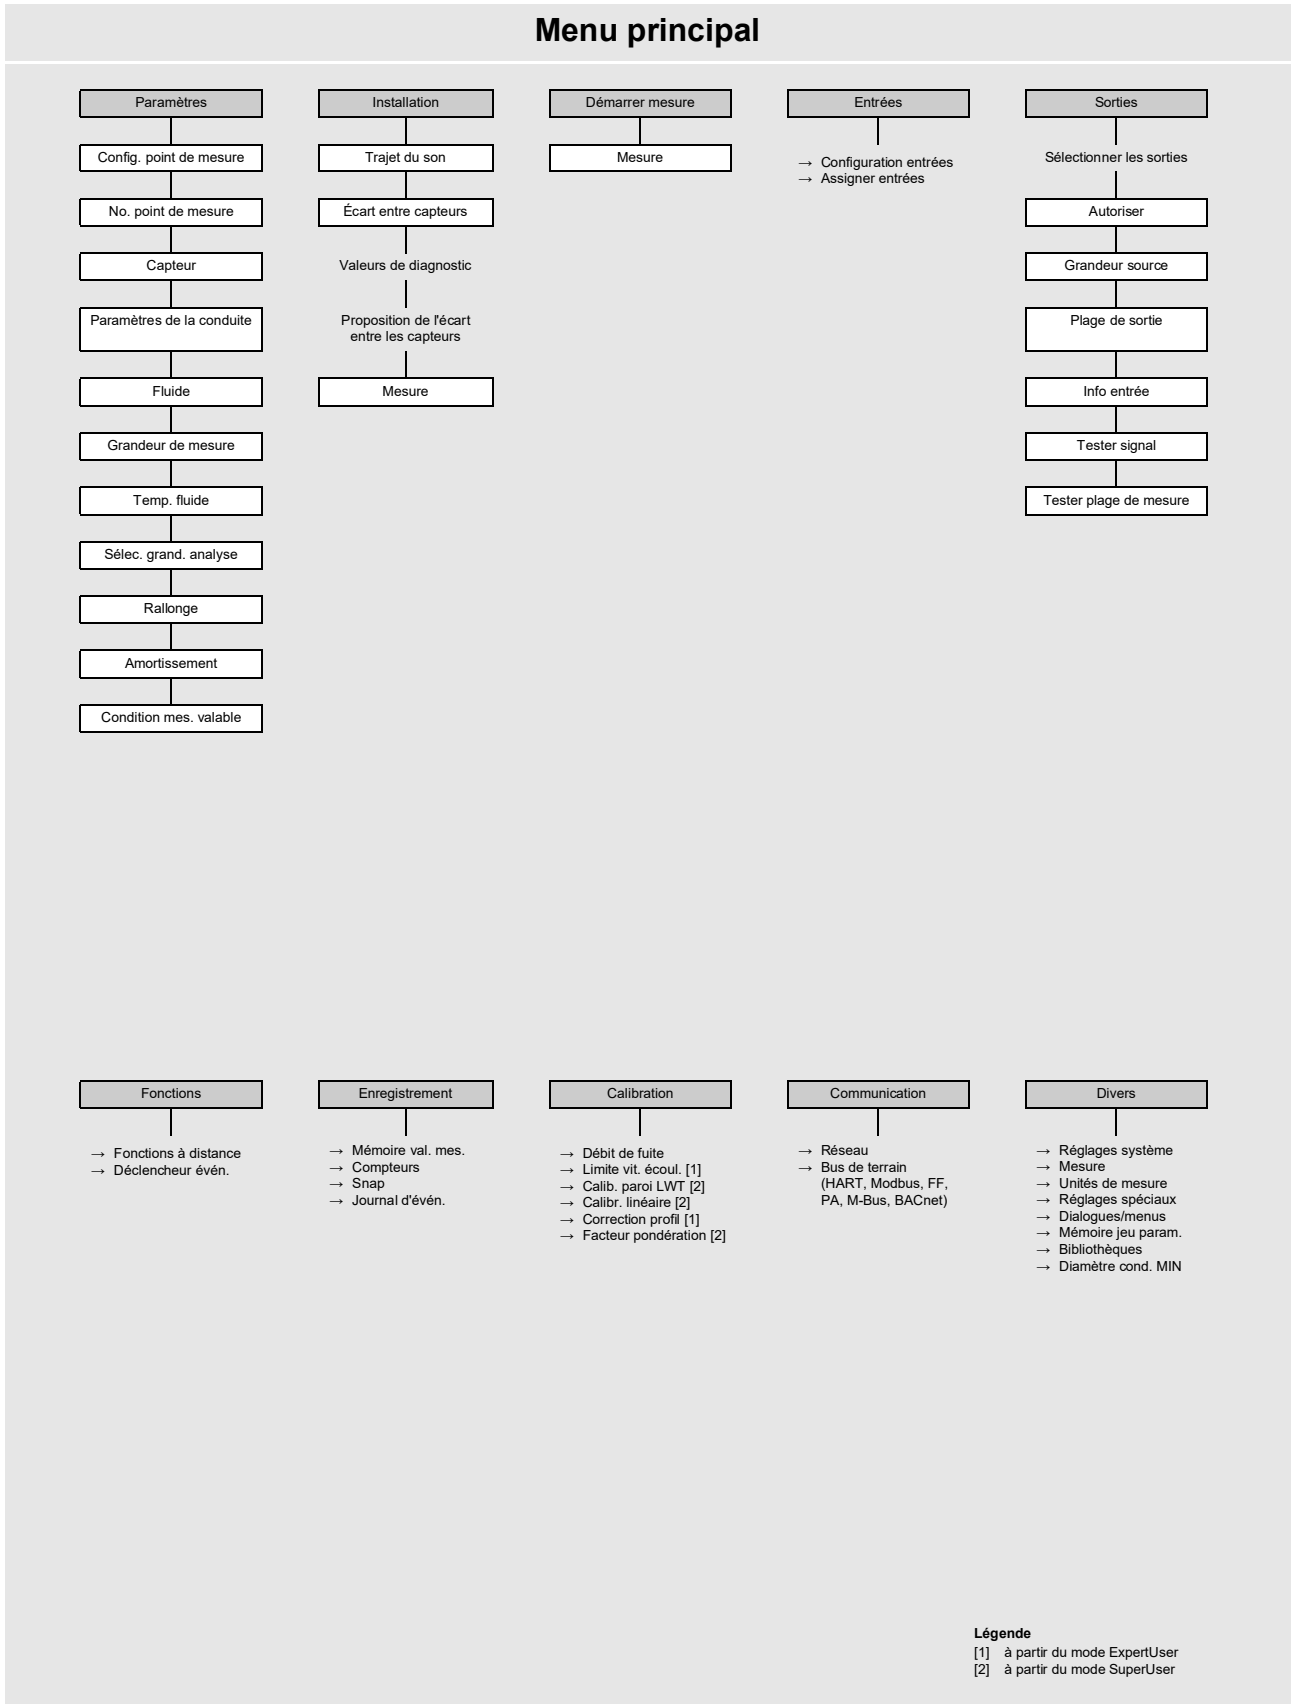 Menu principal
Paramètres
Config. point de mesure
No. point de mesure
Capteur
Paramètres de la conduite
Fluide
Grandeur de mesure
Temp. fluide
Sélec. grand. analyse
Rallonge
Amortissement
Condition mes. valable
Installation
Trajet du son
Écart entre capteurs
Valeurs de diagnostic
Proposition de l'écart
entre les capteurs
Mesure
Démarrer mesure
Mesure
Entrées
→ Configuration entrées
→ Assigner entrées
Sorties
Sélectionner les sorties
Autoriser
Grandeur source
Plage de sortie
Info entrée
Tester signal
Tester plage de mesure
Fonctions
→ Fonctions à distance
→ Déclencheur évén.
Enregistrement
→ Mémoire val. mes.
→ Compteurs
→ Snap
→ Journal d'évén.
Calibration
→ Débit de fuite
→ Limite vit. écoul. [1]
→ Calib. paroi LWT [2]
→ Calibr. linéaire [2]
→ Correction profil [1]
→ Facteur pondération [2]
Communication
→ Réseau
→ Bus de terrain
(HART, Modbus, FF,
PA, M-Bus, BACnet)
Divers
→ Réglages système
→ Mesure
→ Unités de mesure
→ Réglages spéciaux
→ Dialogues/menus
→ Mémoire jeu param.
→ Bibliothèques
→ Diamètre cond. MIN
Légende
[1] à partir du mode ExpertUser
[2] à partir du mode SuperUser